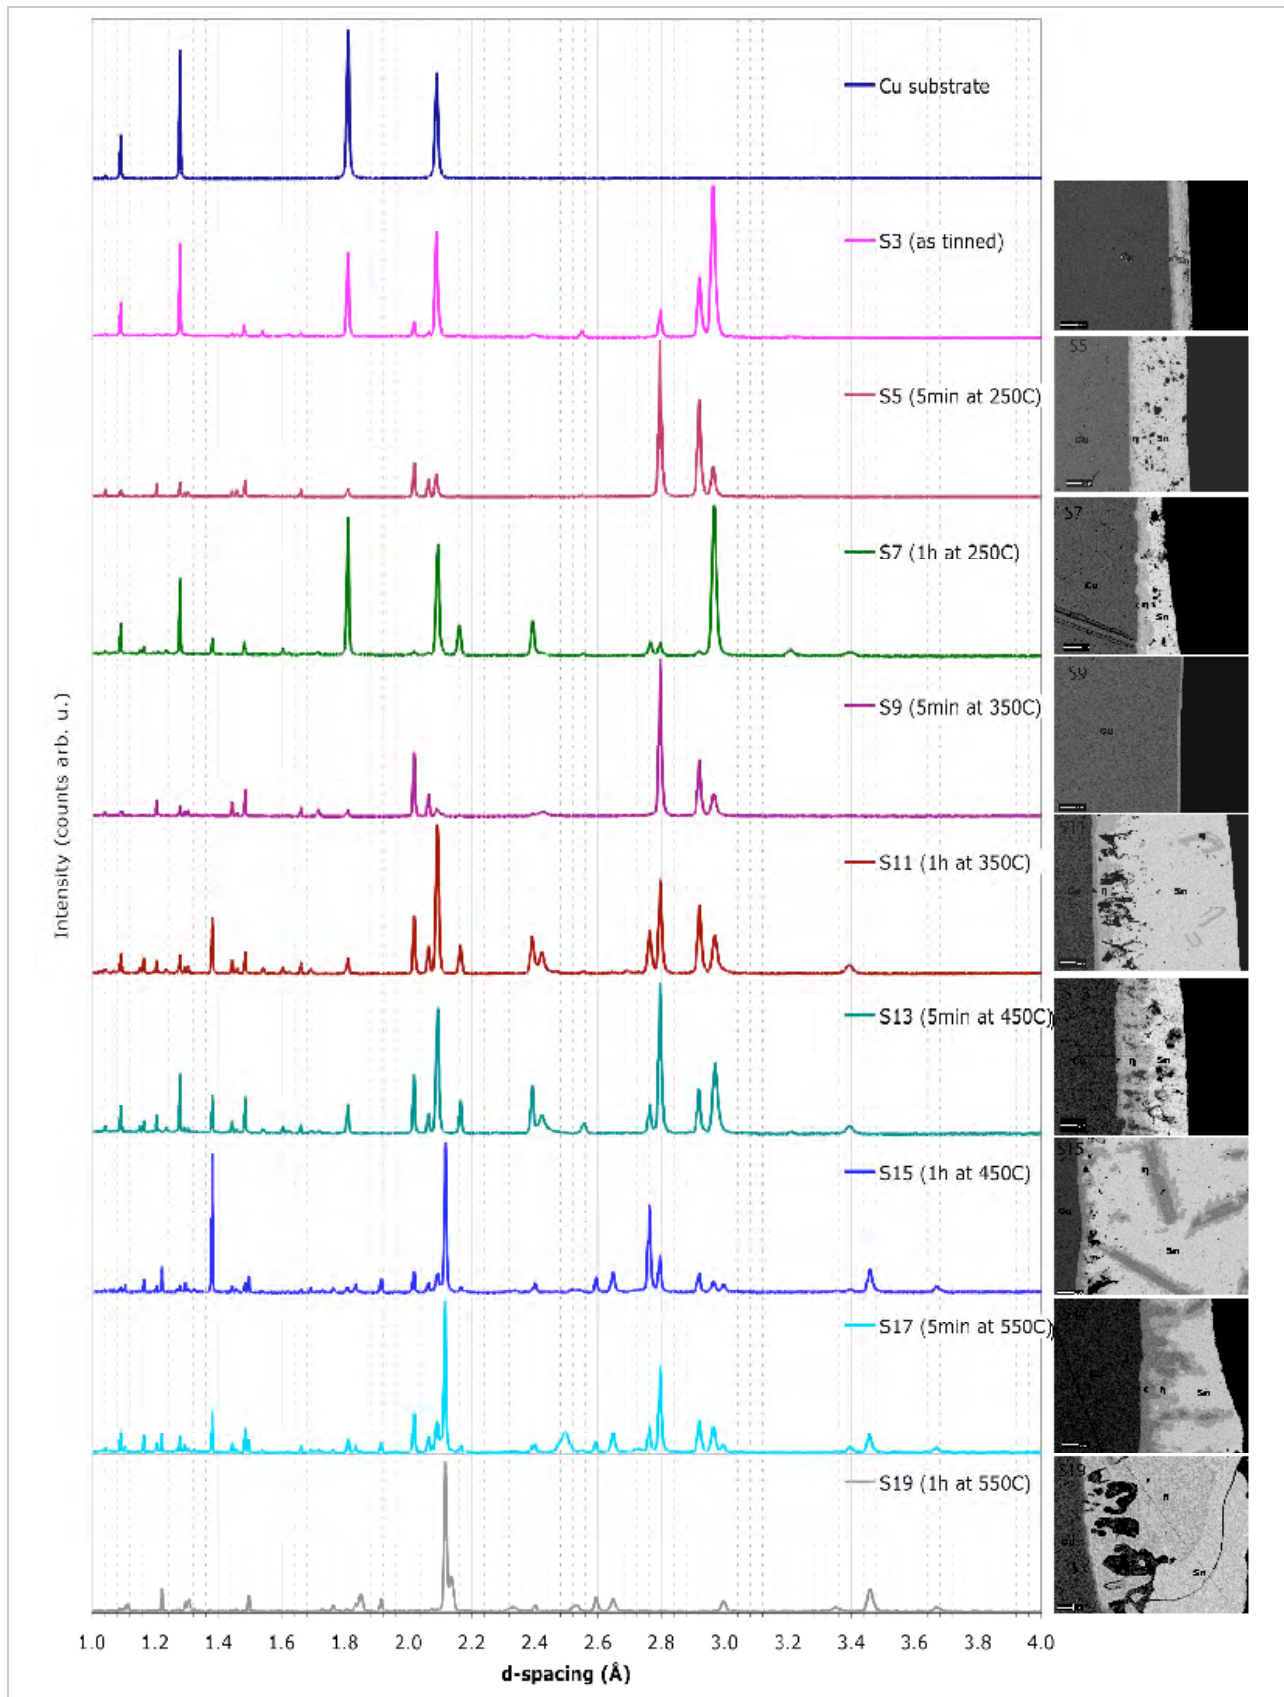 Cu substrate
S3 (as tinned)
S5 (5min at 250C)
S7 (1h at 250C)
S9 (5min at 350C)
S11 (1h at 350C)
S13 (5min at 450C)
S15 (1h at 450C)
S17 (5min at 550C)
S19 (1h at 550C)
Intensity (counts arb. u.)
1.0 1.2 1.4 1.6 1.8 2.0 2.2 2.4 2.6 2.8 3.0 3.2 3.4 3.6 3.8 4.0
d-spacing (Å)
S5
Cu η Sn
S7
Cu
η
Sn
S9
Cu
S11
η Sn
η Sn
S15
η
Cu
Sn
η Sn
S19
η
Sn